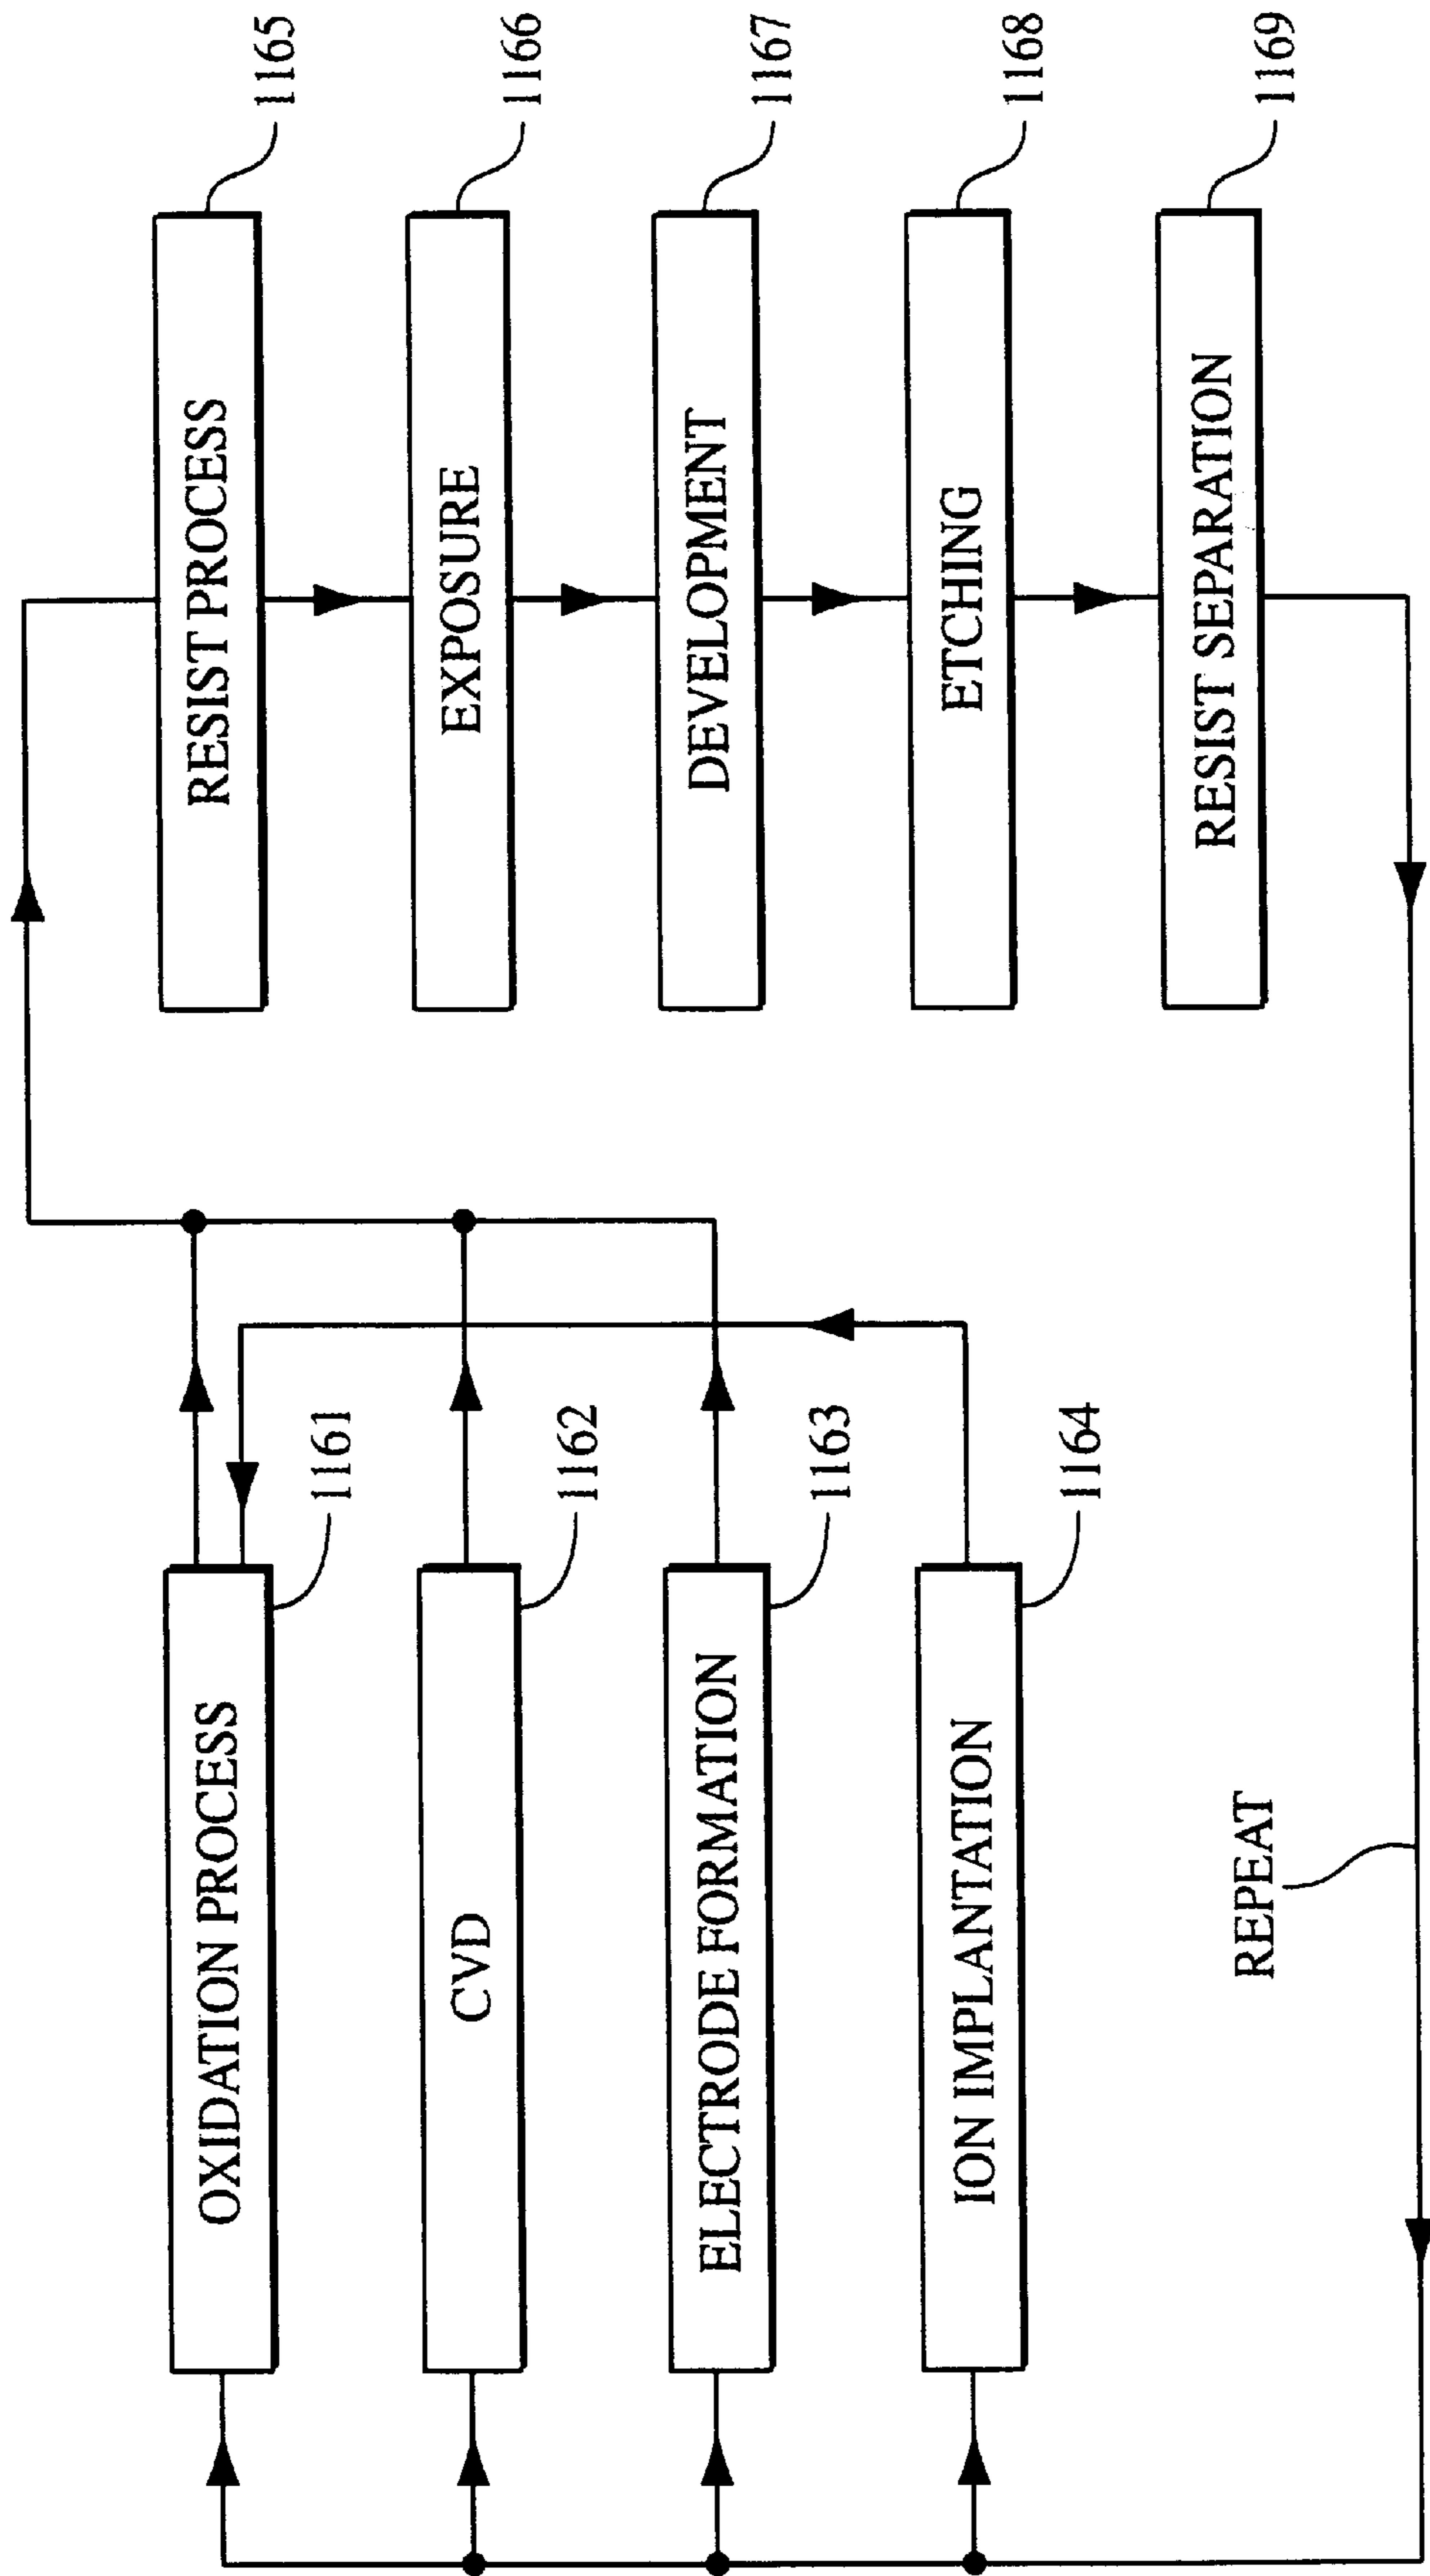 OXIDATION PROCESS
1161
CVD
1162
ELECTRODE FORMATION
1163
ION IMPLANTATION
1164
REPEAT
RESIST PROCESS
1165
EXPOSURE
1166
DEVELOPMENT
1167
ETCHING
1168
RESIST SEPARATION
1169